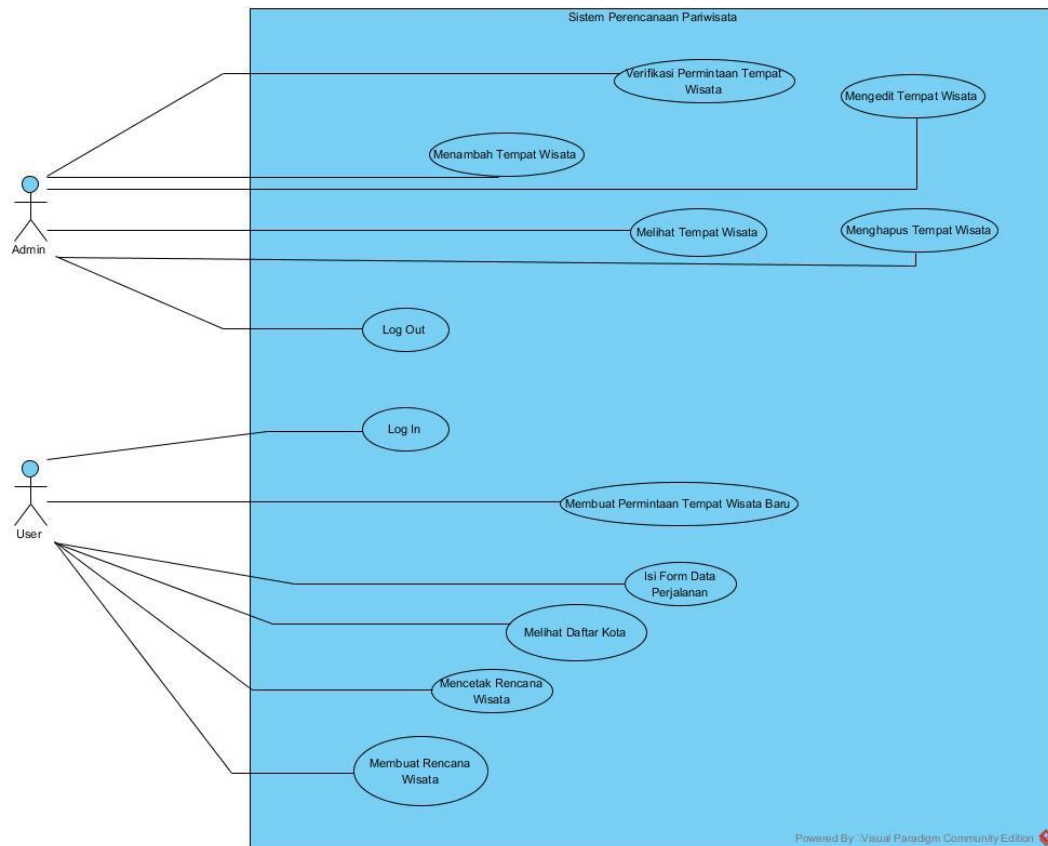 Sistem Perencanaan Pariwisata
Verifikasi Permintaan Tempat
Wisata
Mengedit Tempat Wisata
Menambah Tempat Wisata
Admin
Melihat Tempat Wisata
Menghapus Tempat Wisata
Log Out
Log In
User
Membuat Permintaan Tempat Wisata Baru
Isi Form Data
Perjalanan
Melihat Daftar Kota
Mencetak Rencana
Wisata
Membuat Rencana
Wisata
Powered By Visual Paradigm Community Edition